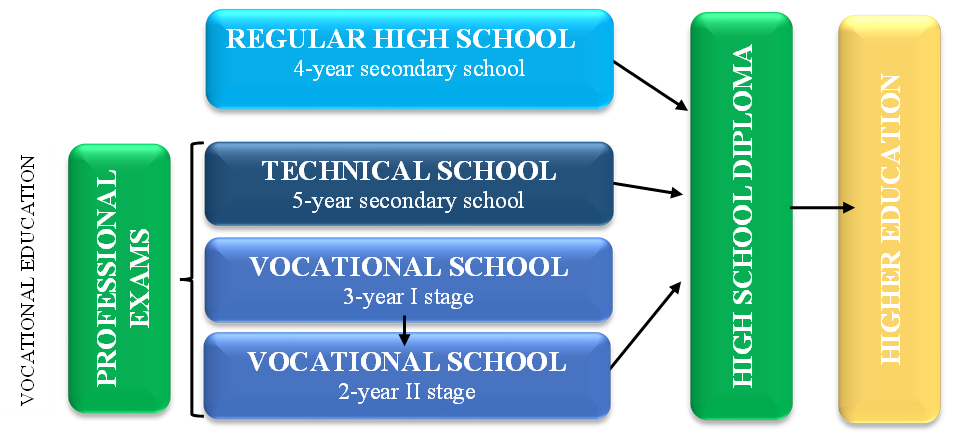 REGULAR HIGH SCHOOL
4-year secondary school
VOCATIONAL EDUCATION
PROFESSIONAL
EXAMS
TECHNICAL SCHOOL
5-year secondary school
VOCATIONAL SCHOOL
3-year I stage
VOCATIONAL SCHOOL
2-year II stage
HIGH SCHOOL DIPLOMA
HIGHER EDUCATION